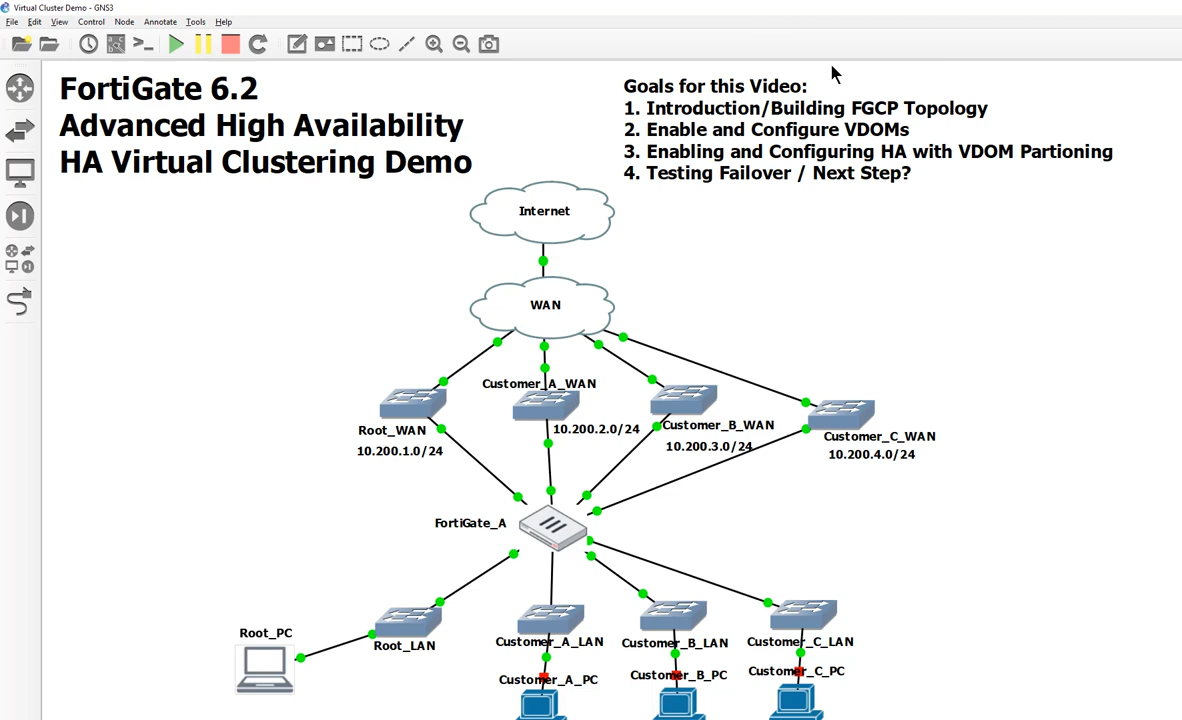 Virtual Cluster Demo - GNS3
File Edit View Control Node Annotate Tools Help
FortiGate 6.2
Advanced High Availability
HA Virtual Clustering Demo
Goals for this Video:
1. Introduction/Building FGCP Topology
2. Enable and Configure VDOMs
3. Enabling and Configuring HA with VDOM Partioning
4. Testing Failover / Next Step?
Internet
WAN
Customer_A_WAN
Root_WAN
10.200.1.0/24
10.200.2.0/24
Customer_B_WAN
10.200.3.0/24
Customer_C_WAN
10.200.4.0/24
FortiGate_A
Root_PC
Root_LAN
Customer_A_LAN
Customer_B_LAN
Customer_C_LAN
Customer_A_PC
Customer_B_PC
Customer_C_PC